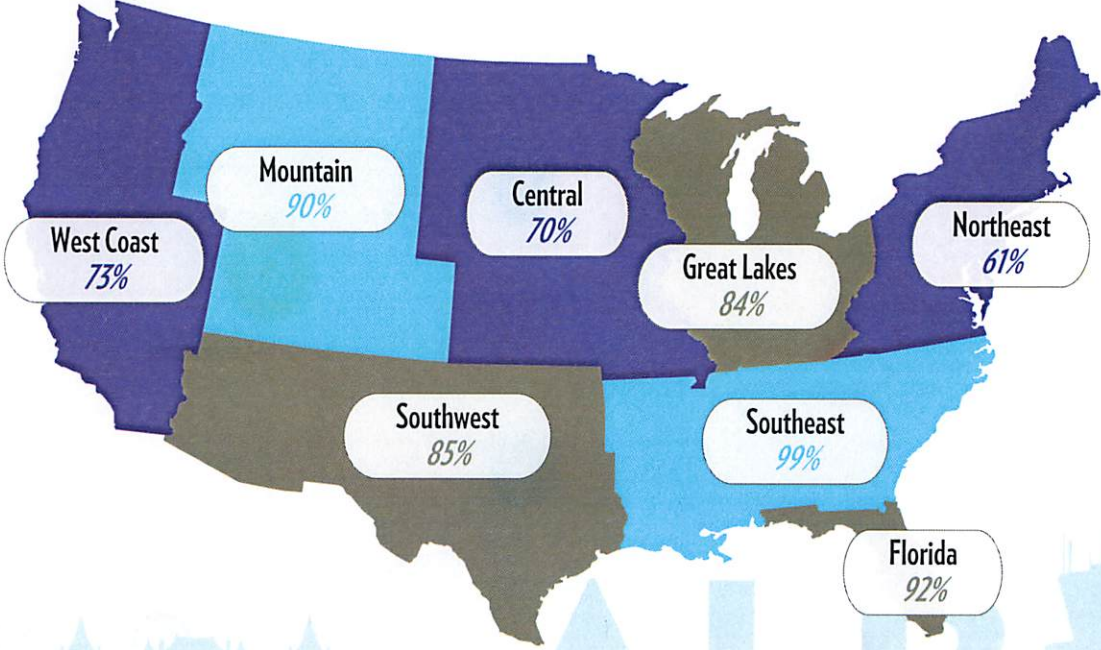 Mountain
90%
Central
70%
Northeast
61%
West Coast
73%
Great Lakes
84%
Southwest
85%
Southeast
99%
Florida
92%